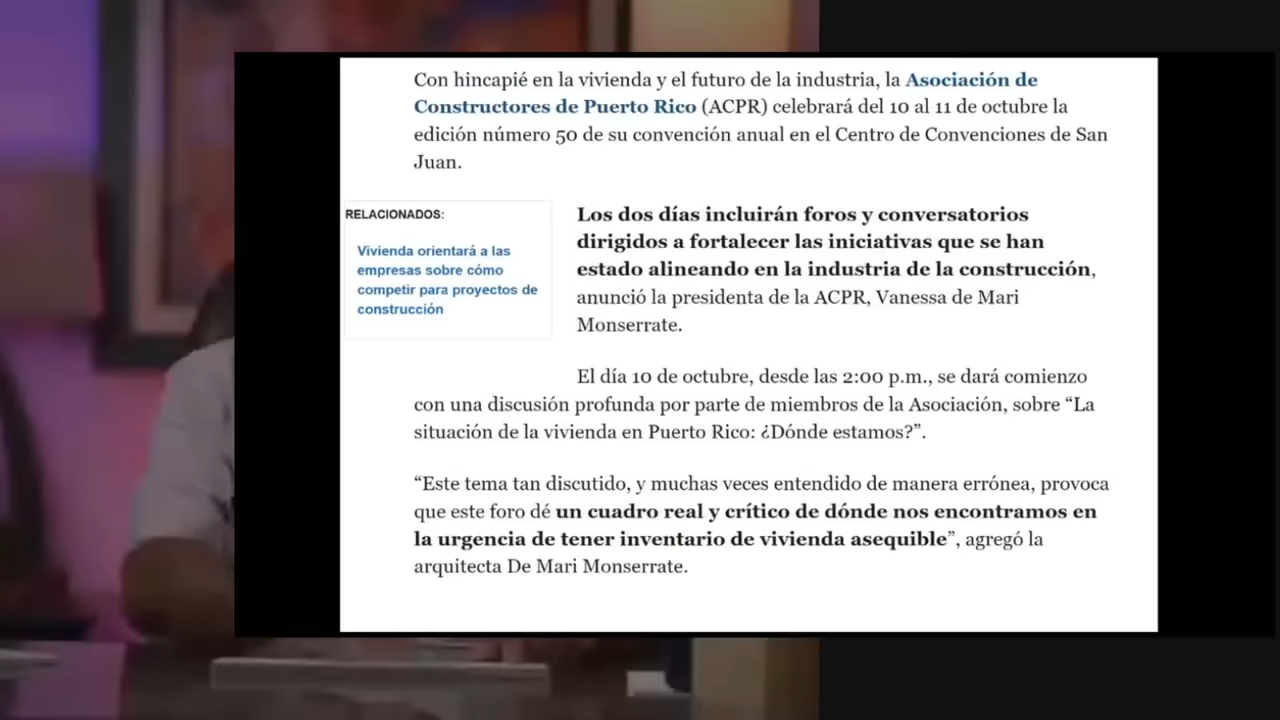 Con hincapié en la vivienda y el futuro de la industria, la Asociación de
Constructores de Puerto Rico (ACPR) celebrará del 10 al 11 de octubre la
edición número 50 de su convención anual en el Centro de Convenciones de San
Juan.
RELACIONADOS:
Vivienda orientará a las
empresas sobre cómo
competir para proyectos de
construcción
Los dos días incluirán foros y conversatorios
dirigidos a fortalecer las iniciativas que se han
estado alineando en la industria de la construcción,
anunció la presidenta de la ACPR, Vanessa de Mari
Monserrate.
El día 10 de octubre, desde las 2:00 p.m., se dará comienzo
con una discusión profunda por parte de miembros de la Asociación, sobre “La
situación de la vivienda en Puerto Rico: ¿Dónde estamos?”.
“Este tema tan discutido, y muchas veces entendido de manera errónea, provoca
que este foro dé un cuadro real y crítico de dónde nos encontramos en
la urgencia de tener inventario de vivienda asequible”, agregó la
arquitecta De Mari Monserrate.